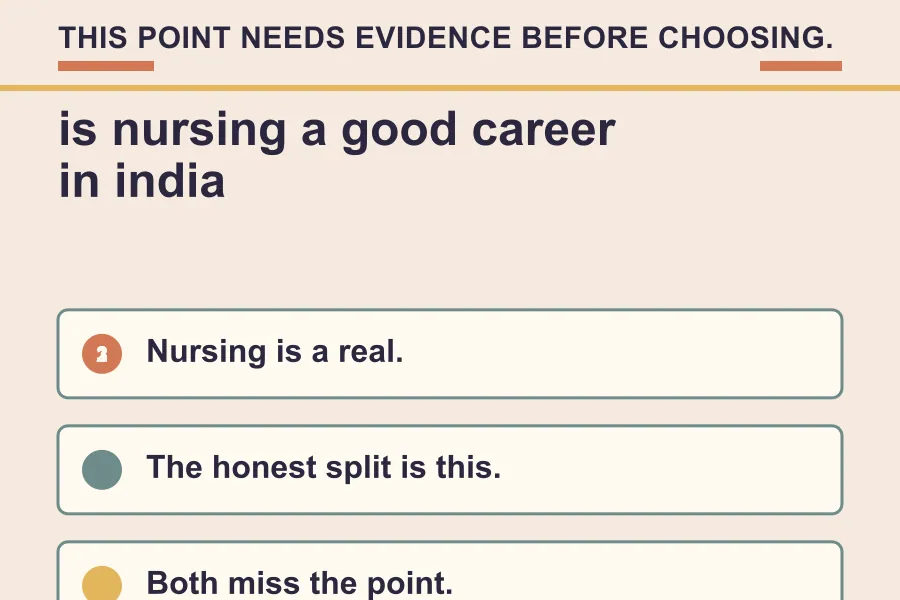 THIS POINT NEEDS EVIDENCE BEFORE CHOOSING.
is nursing a good career
in india
Nursing is a real.
The honest split is this.
Both miss the point.